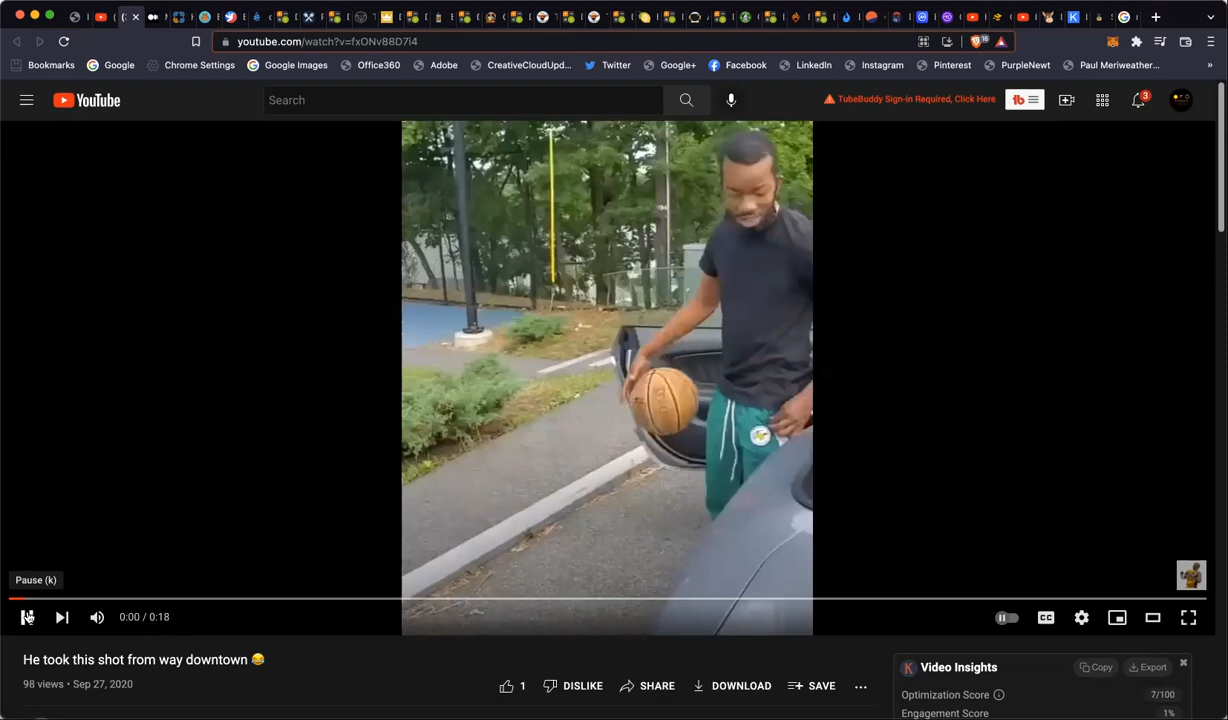 youtube.com/watch?v=fxONv88D7i4
16
Bookmarks Google Chrome Settings Google Images Office360 Adobe CreativeCloudUpd... Twitter Google+ Facebook LinkedIn Instagram Pinterest PurpleNewt Paul Meriweather... »
YouTube Search TubeBuddy Sign-in Required, Click Here tb 3
Pause (k)
0:00 / 0:18 CC
He took this shot from way downtown 😂
98 views • Sep 27, 2020
1 DISLIKE SHARE DOWNLOAD SAVE ...
K Video Insights Copy Export
Optimization Score 7/100
Engagement Score 1%